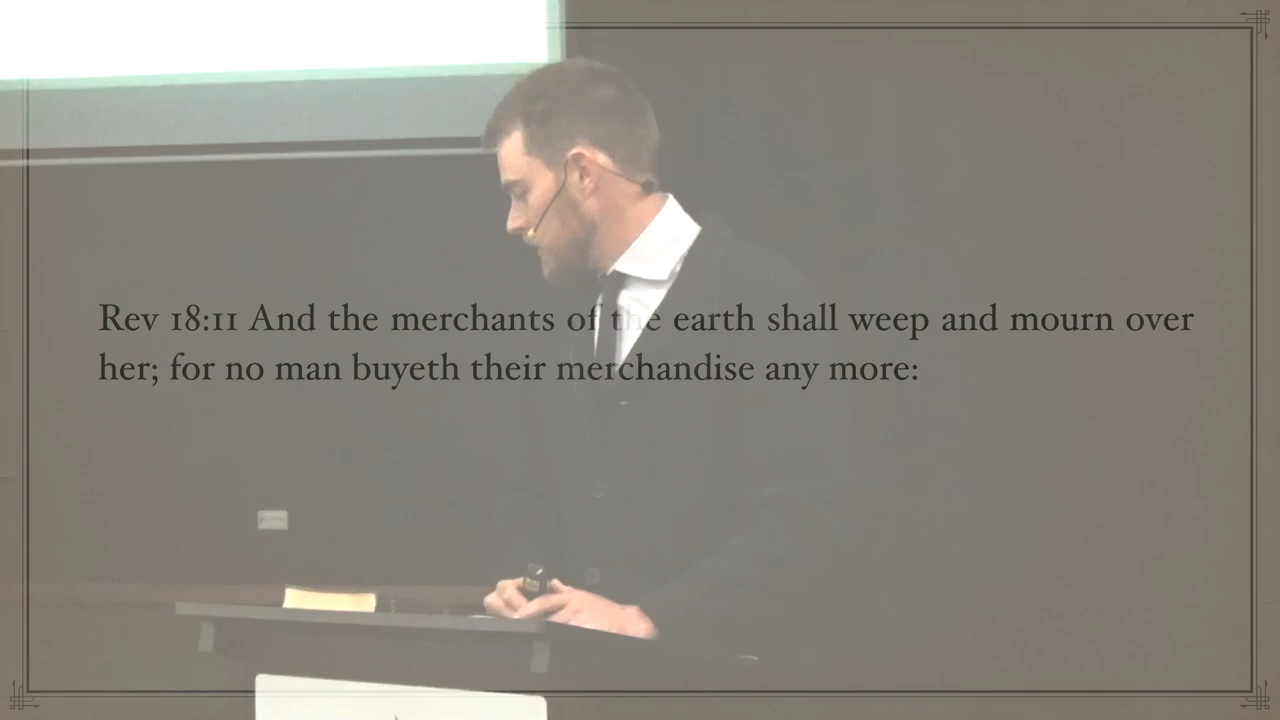 Rev 18:11 And the merchants of the earth shall weep and mourn over
her; for no man buyeth their merchandise any more: